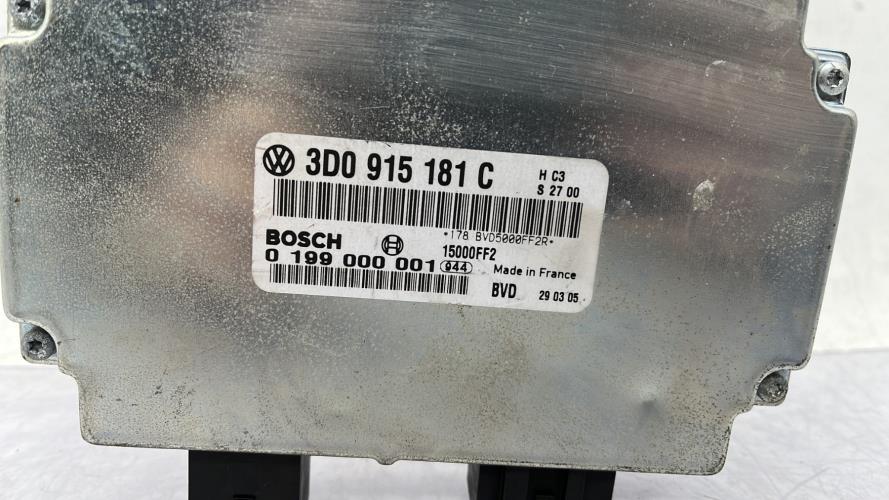 3D0 915 181 C
H C3
S 27 00
*178 BVD5000FF2R*
BOSCH
15000FF2
0 199 000 001 944
Made in France
BVD 29 03 05